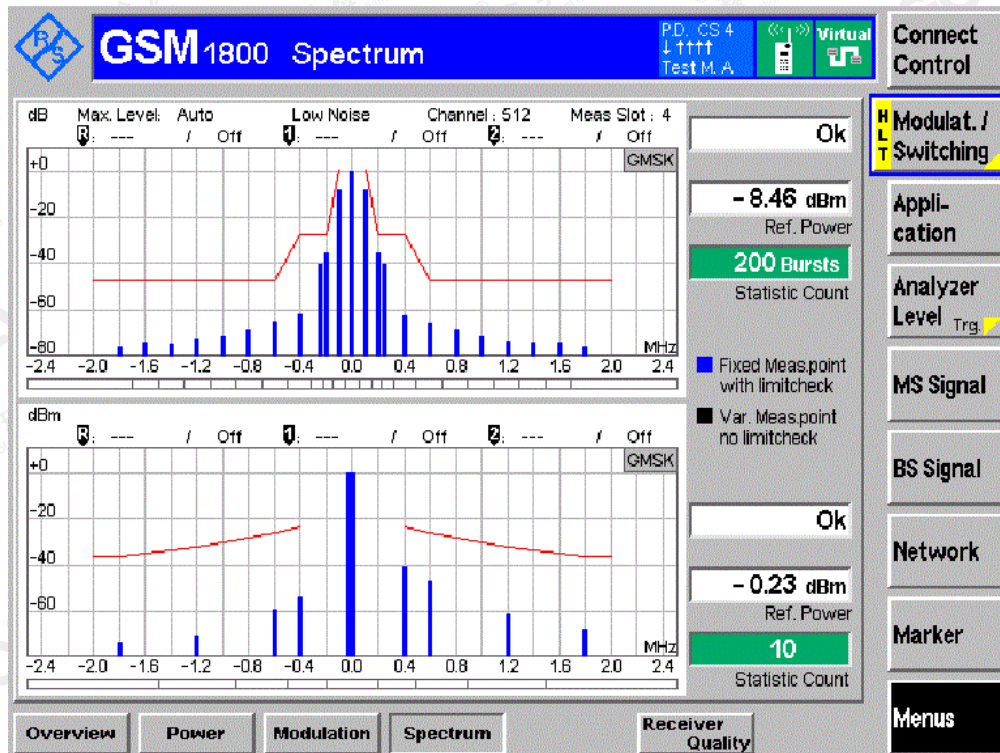 R S
GSM 1800 Spectrum
P.D. CS 4
Test M. A.
Virtual
Connect Control
dB Max. Level: Auto Low Noise Channel : 512 Meas Slot : 4
R : --- / Off 1 : --- / Off 2 : --- / Off
GMSK
+0
-20
-40
-60
-80
MHz
-2.4 -2.0 -1.6 -1.2 -0.8 -0.4 0.0 0.4 0.8 1.2 1.6 2.0 2.4
Ok
-8.46 dBm
Ref. Power
200 Bursts
Statistic Count
Fixed Meas.point
with limitcheck
Var. Meas.point
no limitcheck
dBm
R : --- / Off 1 : --- / Off 2 : --- / Off
GMSK
+0
-20
-40
-60
MHz
-2.4 -2.0 -1.6 -1.2 -0.8 -0.4 0.0 0.4 0.8 1.2 1.6 2.0 2.4
Ok
-0.23 dBm
Ref. Power
10
Statistic Count
HLT
Modulat. /
Switching
Appli-
cation
Analyzer
Level Trg.
MS Signal
BS Signal
Network
Marker
Menus
Overview Power Modulation Spectrum Receiver
Quality